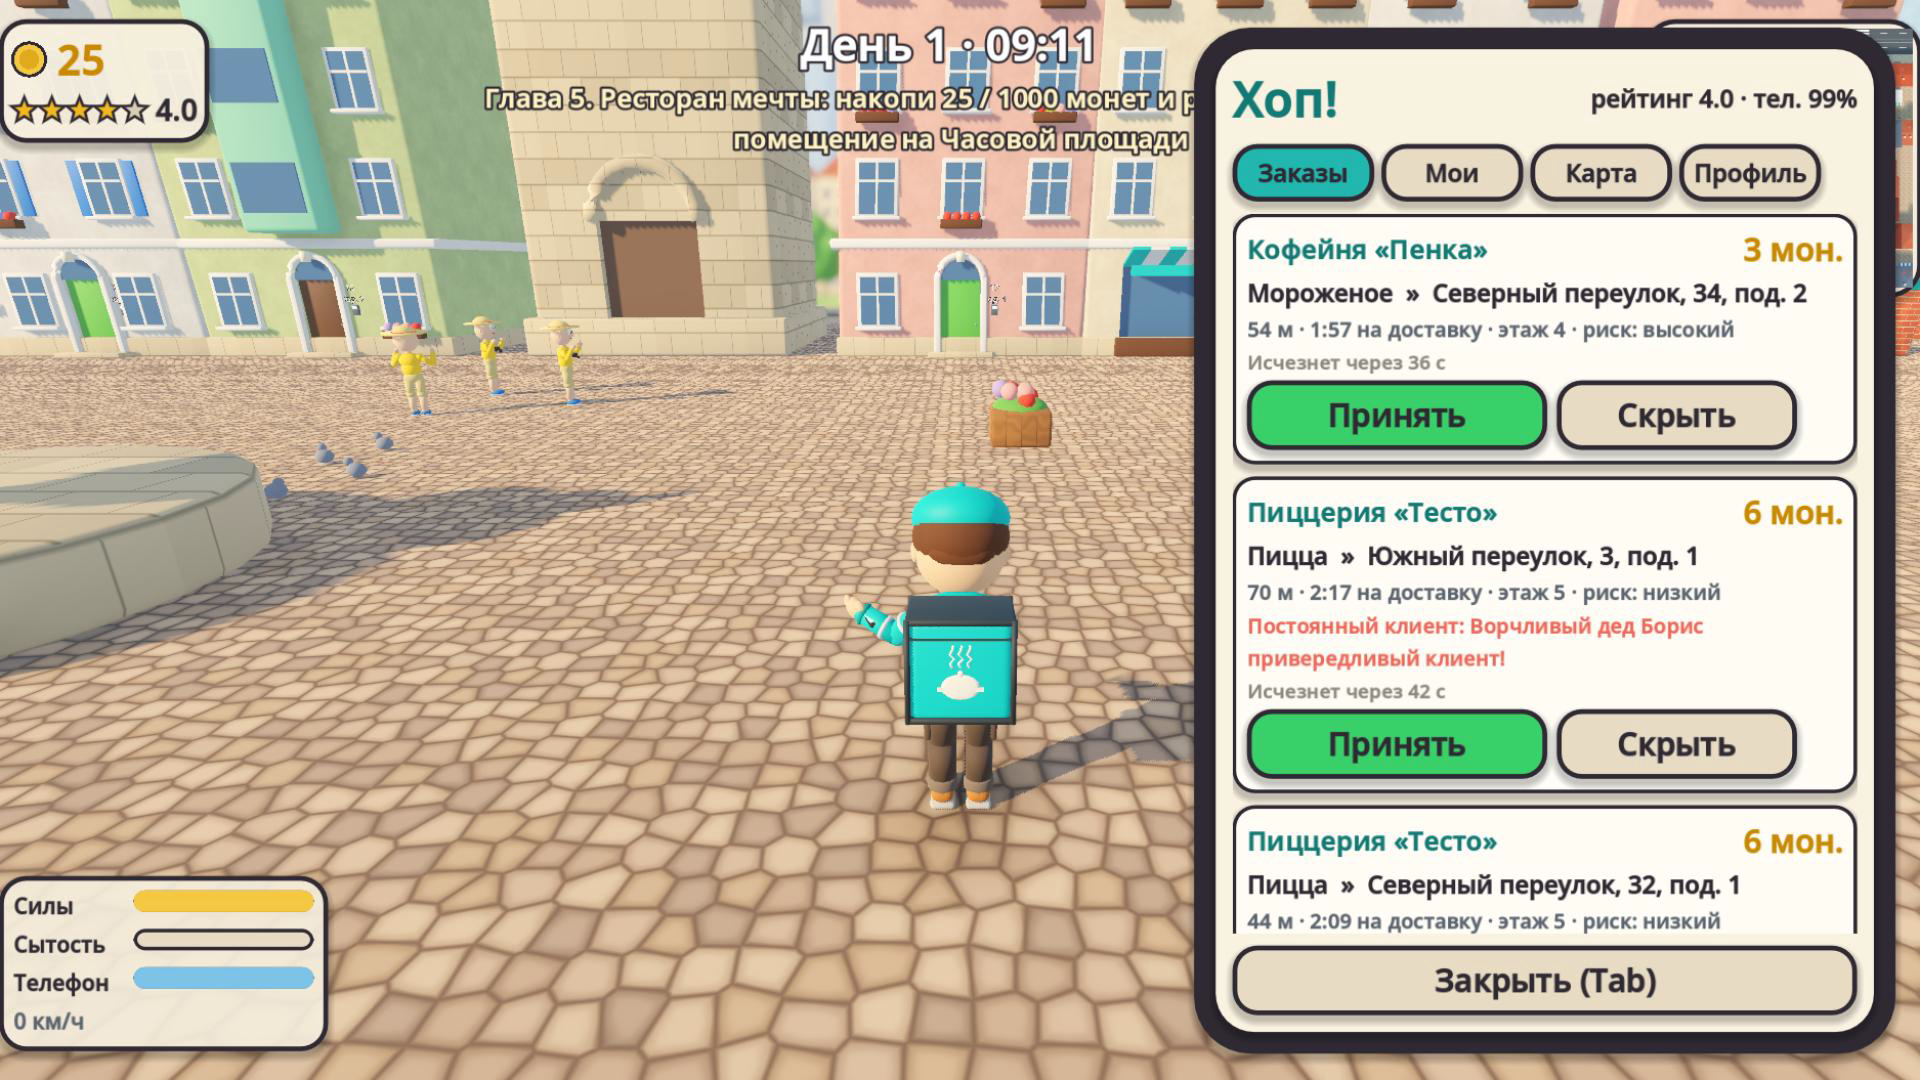 25
4.0
День 1 · 09:11
Глава 5. Ресторан мечты: накопи 25 / 1000 монет и р
помещение на Часовой площади
Хоп!
рейтинг 4.0 · тел. 99%
Заказы
Мои
Карта
Профиль
Кофейня «Пенка»
3 мон.
Мороженое » Северный переулок, 34, под. 2
54 м · 1:57 на доставку · этаж 4 · риск: высокий
Исчезнет через 36 с
Принять
Скрыть
Пиццерия «Тесто»
6 мон.
Пицца » Южный переулок, 3, под. 1
70 м · 2:17 на доставку · этаж 5 · риск: низкий
Постоянный клиент: Ворчливый дед Борис
привередливый клиент!
Исчезнет через 42 с
Принять
Скрыть
Пиццерия «Тесто»
6 мон.
Пицца » Северный переулок, 32, под. 1
44 м · 2:09 на доставку · этаж 5 · риск: низкий
Закрыть (Tab)
Силы
Сытость
Телефон
0 км/ч